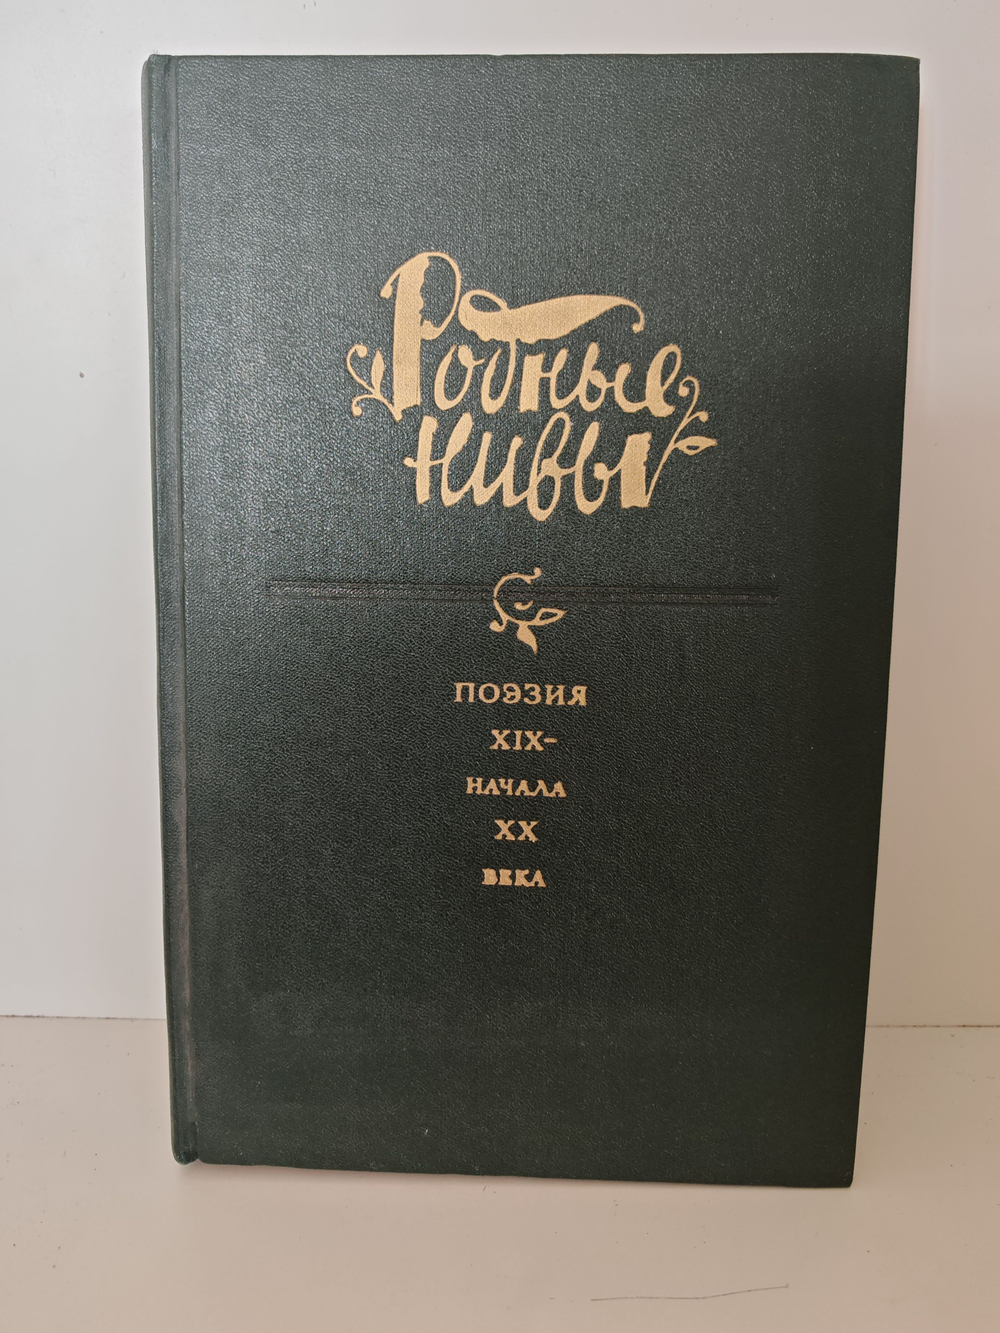 Родные
нивы
ПОЭЗИЯ
XIX-
НАЧАЛА
XX
ВЕКА